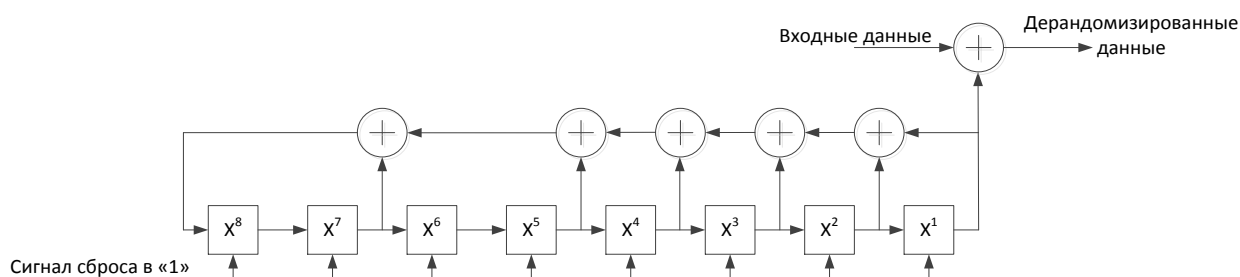 Входные данные
Дерандомизированные
данные
X⁸ X⁷ X⁶ X⁵ X⁴ X³ X² X¹
Сигнал сброса в «1»